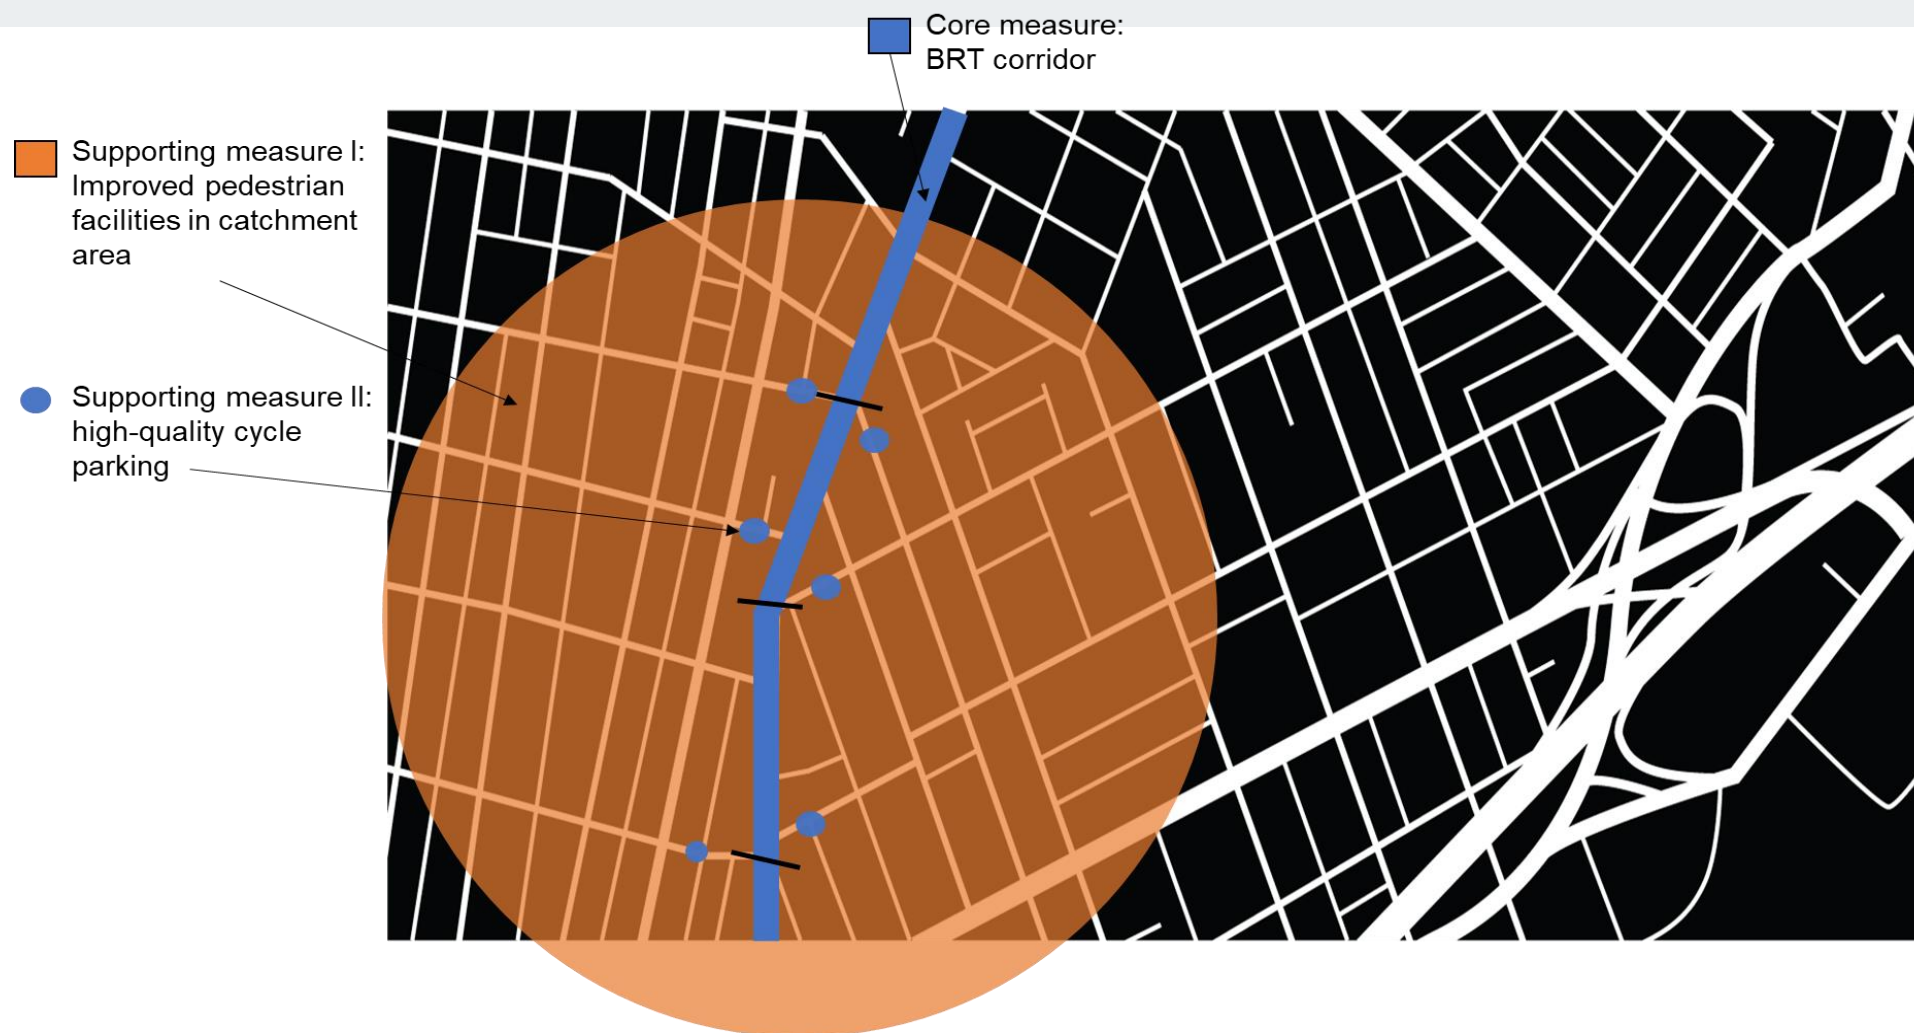 Core measure:
BRT corridor
Supporting measure I:
Improved pedestrian
facilities in catchment
area
Supporting measure II:
high-quality cycle
parking